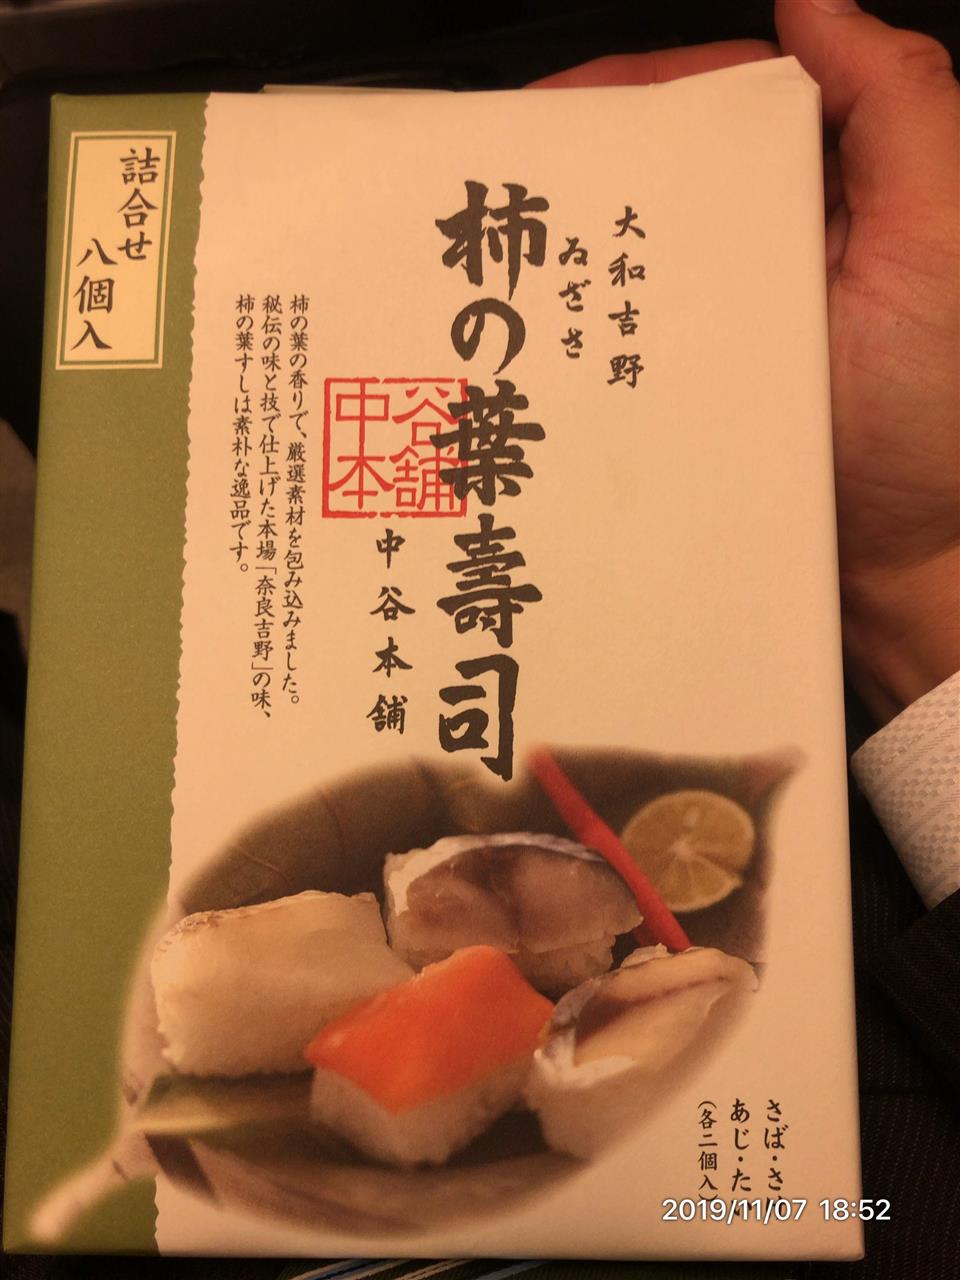 大和吉野
ゐざさ
柿の葉壽司
谷舗
中本
中谷本舗
柿の葉の香りで、厳選素材を包み込みました。
秘伝の味と技で仕上げた本場「奈良吉野」の味、
柿の葉すしは素朴な逸品です。
詰合せ
八個入
さば・さけ
あじ・たい
(各二個入)
2019/11/07 18:52